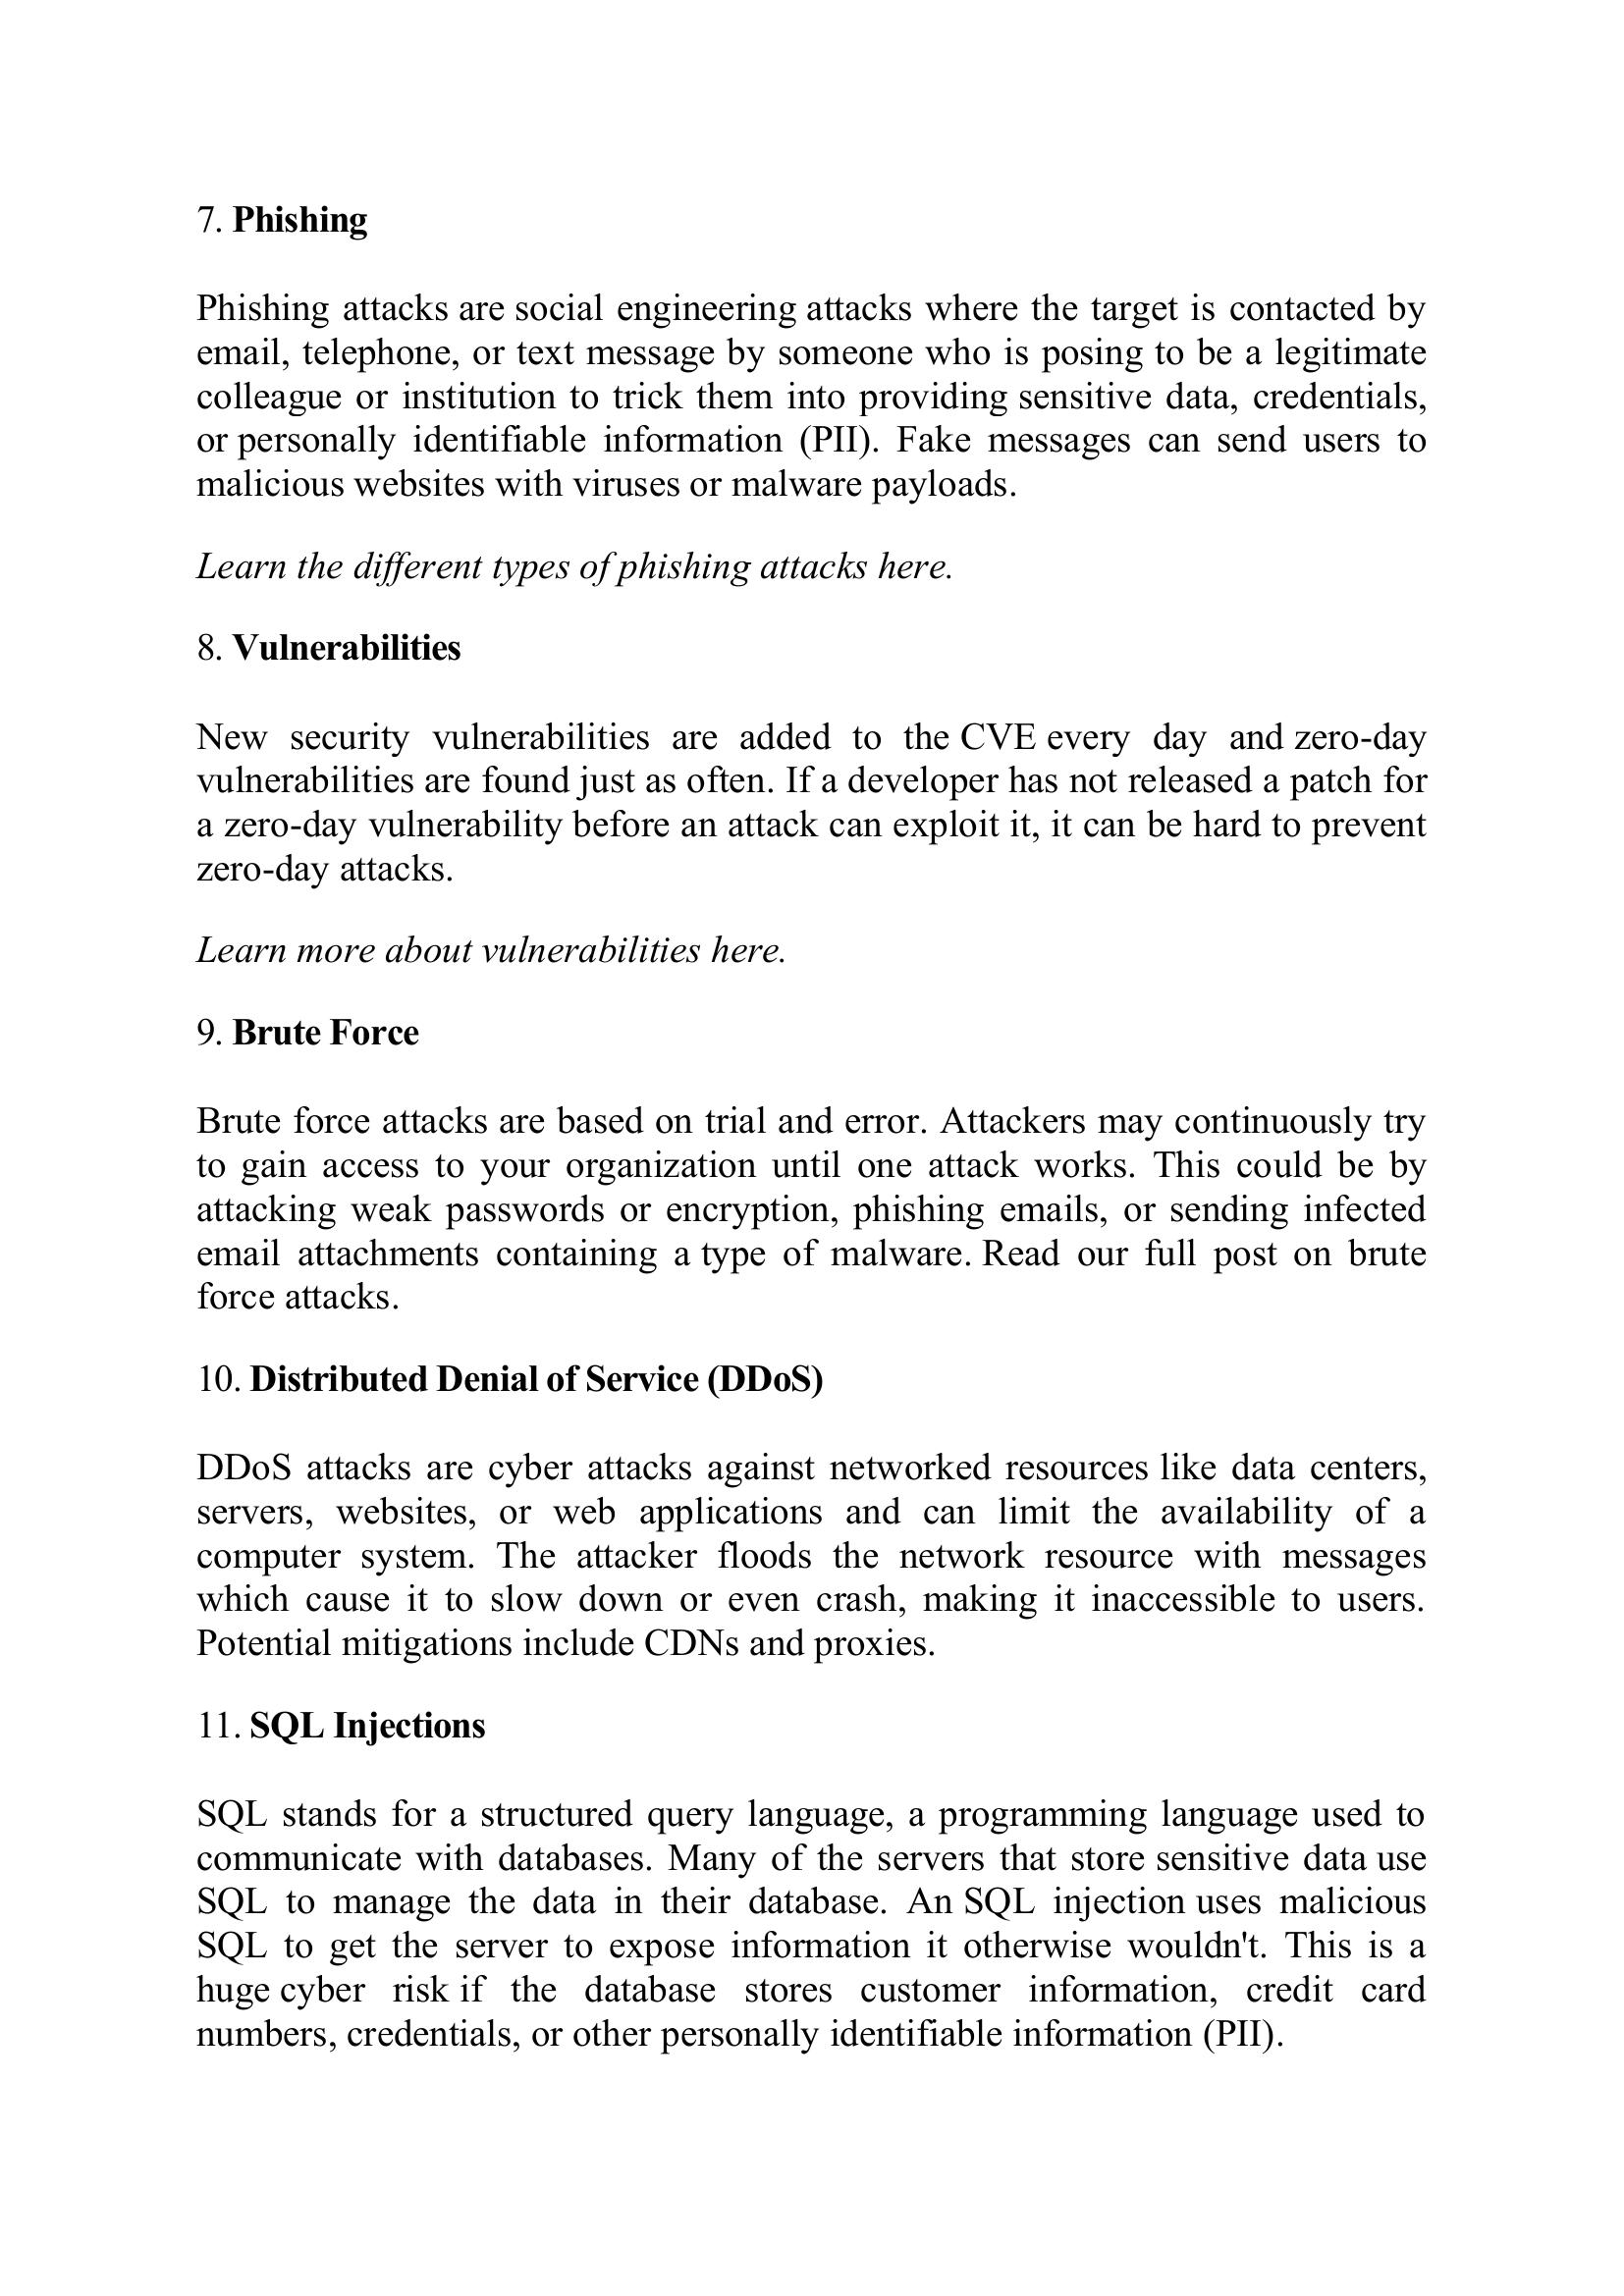 7. Phishing
Phishing attacks are social engineering attacks where the target is contacted by
email, telephone, or text message by someone who is posing to be a legitimate
colleague or institution to trick them into providing sensitive data, credentials,
or personally identifiable information (PII). Fake messages can send users to
malicious websites with viruses or malware payloads.
Learn the different types of phishing attacks here.
8. Vulnerabilities
New security vulnerabilities are added to the CVE every day and zero-day
vulnerabilities are found just as often. If a developer has not released a patch for
a zero-day vulnerability before an attack can exploit it, it can be hard to prevent
zero-day attacks.
Learn more about vulnerabilities here.
9. Brute Force
Brute force attacks are based on trial and error. Attackers may continuously try
to gain access to your organization until one attack works. This could be by
attacking weak passwords or encryption, phishing emails, or sending infected
email attachments containing a type of malware. Read our full post on brute
force attacks.
10. Distributed Denial of Service (DDoS)
DDoS attacks are cyber attacks against networked resources like data centers,
servers, websites, or web applications and can limit the availability of a
computer system. The attacker floods the network resource with messages
which cause it to slow down or even crash, making it inaccessible to users.
Potential mitigations include CDNs and proxies.
11. SQL Injections
SQL stands for a structured query language, a programming language used to
communicate with databases. Many of the servers that store sensitive data use
SQL to manage the data in their database. An SQL injection uses malicious
SQL to get the server to expose information it otherwise wouldn't. This is a
huge cyber risk if the database stores customer information, credit card
numbers, credentials, or other personally identifiable information (PII).